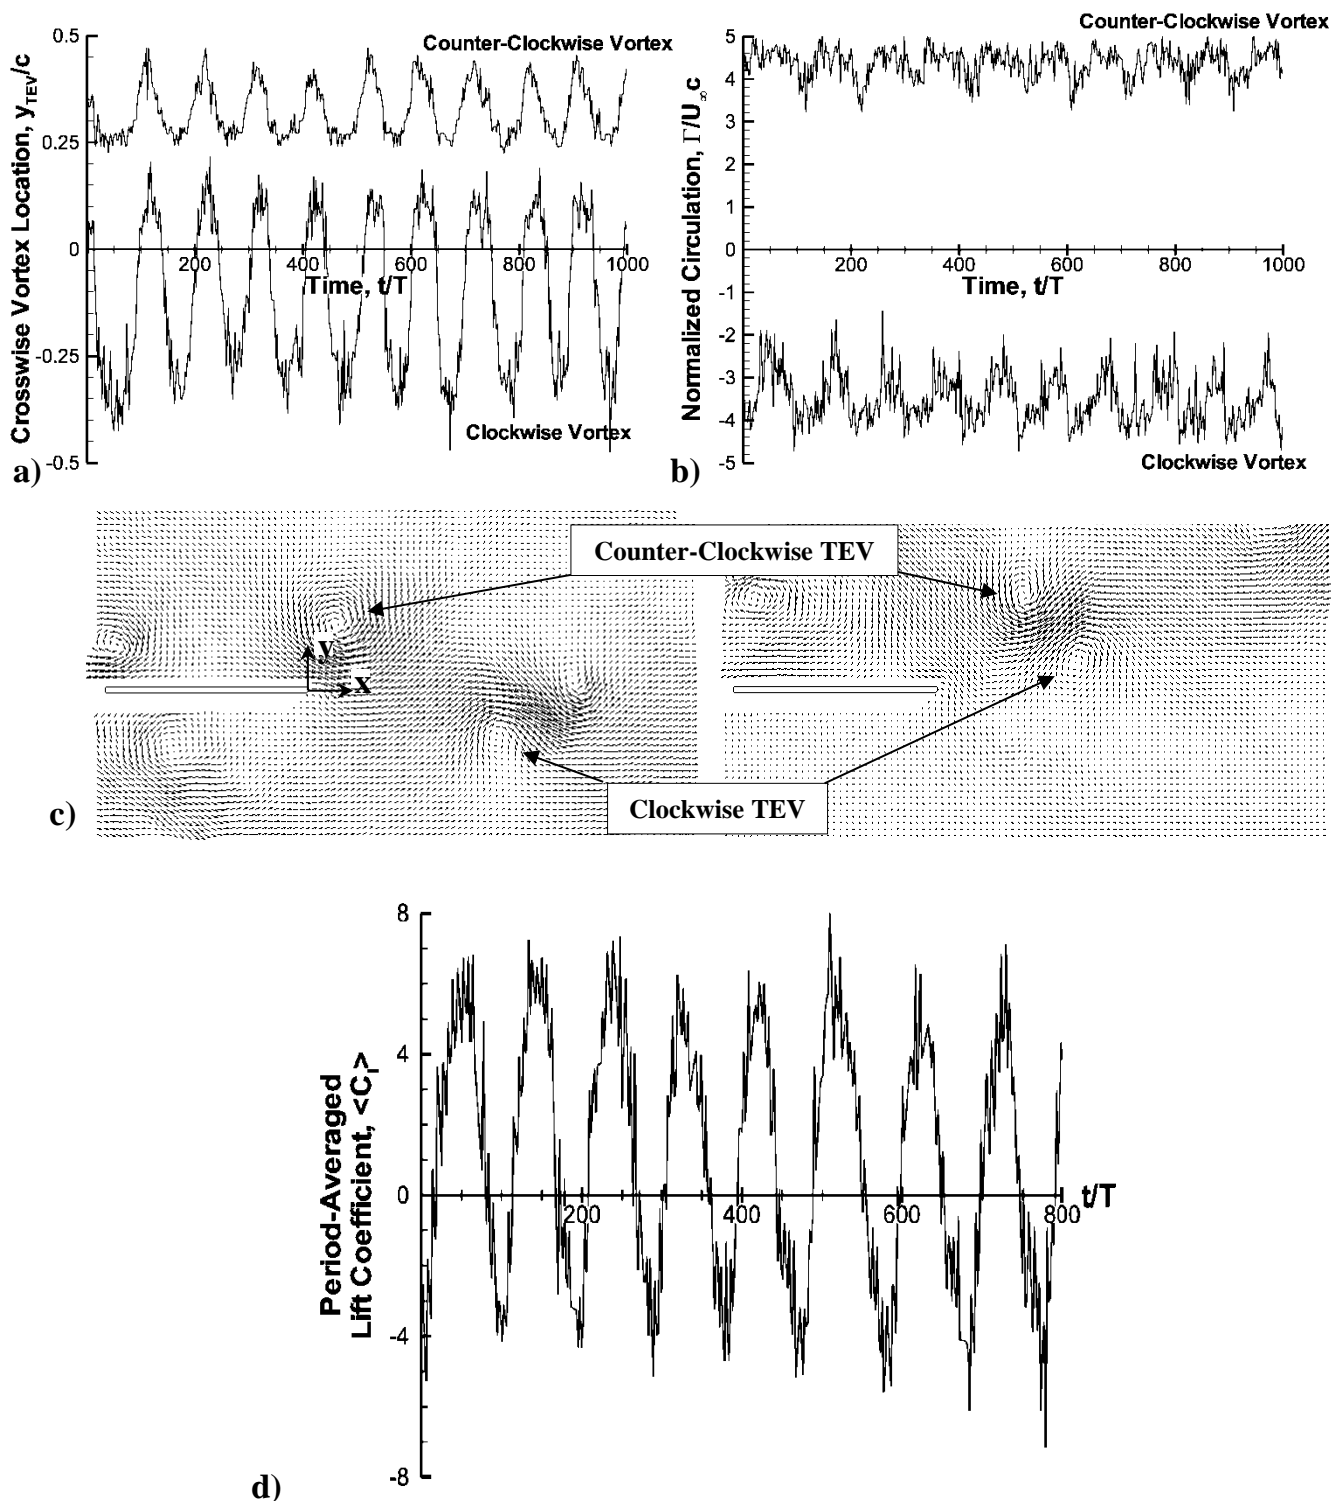 Crosswise Vortex Location, y_TEV/c
0.5
0.25
0
-0.25
-0.5
Counter-Clockwise Vortex
200
400
600
800
1000
Time, t/T
Clockwise Vortex
a)
Normalized Circulation, Γ/U∞c
5
4
3
2
1
0
-1
-2
-3
-4
-5
Counter-Clockwise Vortex
200
400
600
800
1000
Time, t/T
Clockwise Vortex
b)
Counter-Clockwise TEV
y
x
Clockwise TEV
c)
Period-Averaged
Lift Coefficient, <C_l>
8
4
0
-4
-8
200
400
600
800
t/T
d)